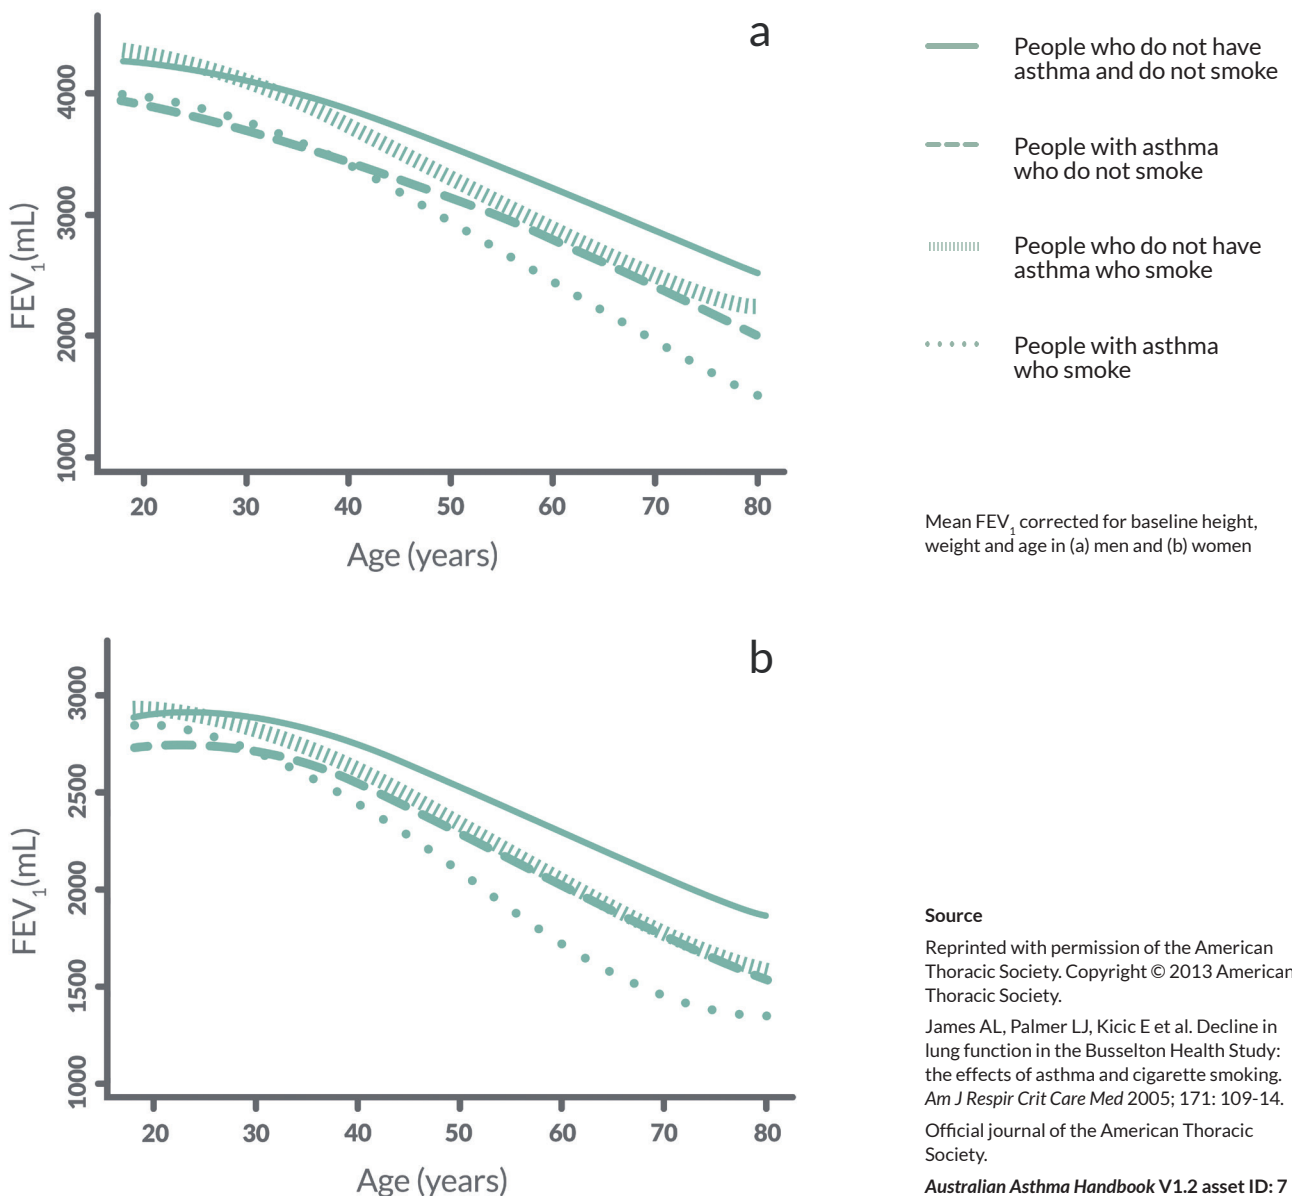 a
4000
3000
2000
1000
FEV1(mL)
20 30 40 50 60 70 80
Age (years)
People who do not have
asthma and do not smoke
People with asthma
who do not smoke
People who do not have
asthma who smoke
People with asthma
who smoke
Mean FEV1 corrected for baseline height,
weight and age in (a) men and (b) women
b
3000
2500
2000
1500
1000
FEV1(mL)
20 30 40 50 60 70 80
Age (years)
Source
Reprinted with permission of the American
Thoracic Society. Copyright © 2013 American
Thoracic Society.
James AL, Palmer LJ, Kicic E et al. Decline in
lung function in the Busselton Health Study:
the effects of asthma and cigarette smoking.
Am J Respir Crit Care Med 2005; 171: 109-14.
Official journal of the American Thoracic
Society.
Australian Asthma Handbook V1.2 asset ID: 7